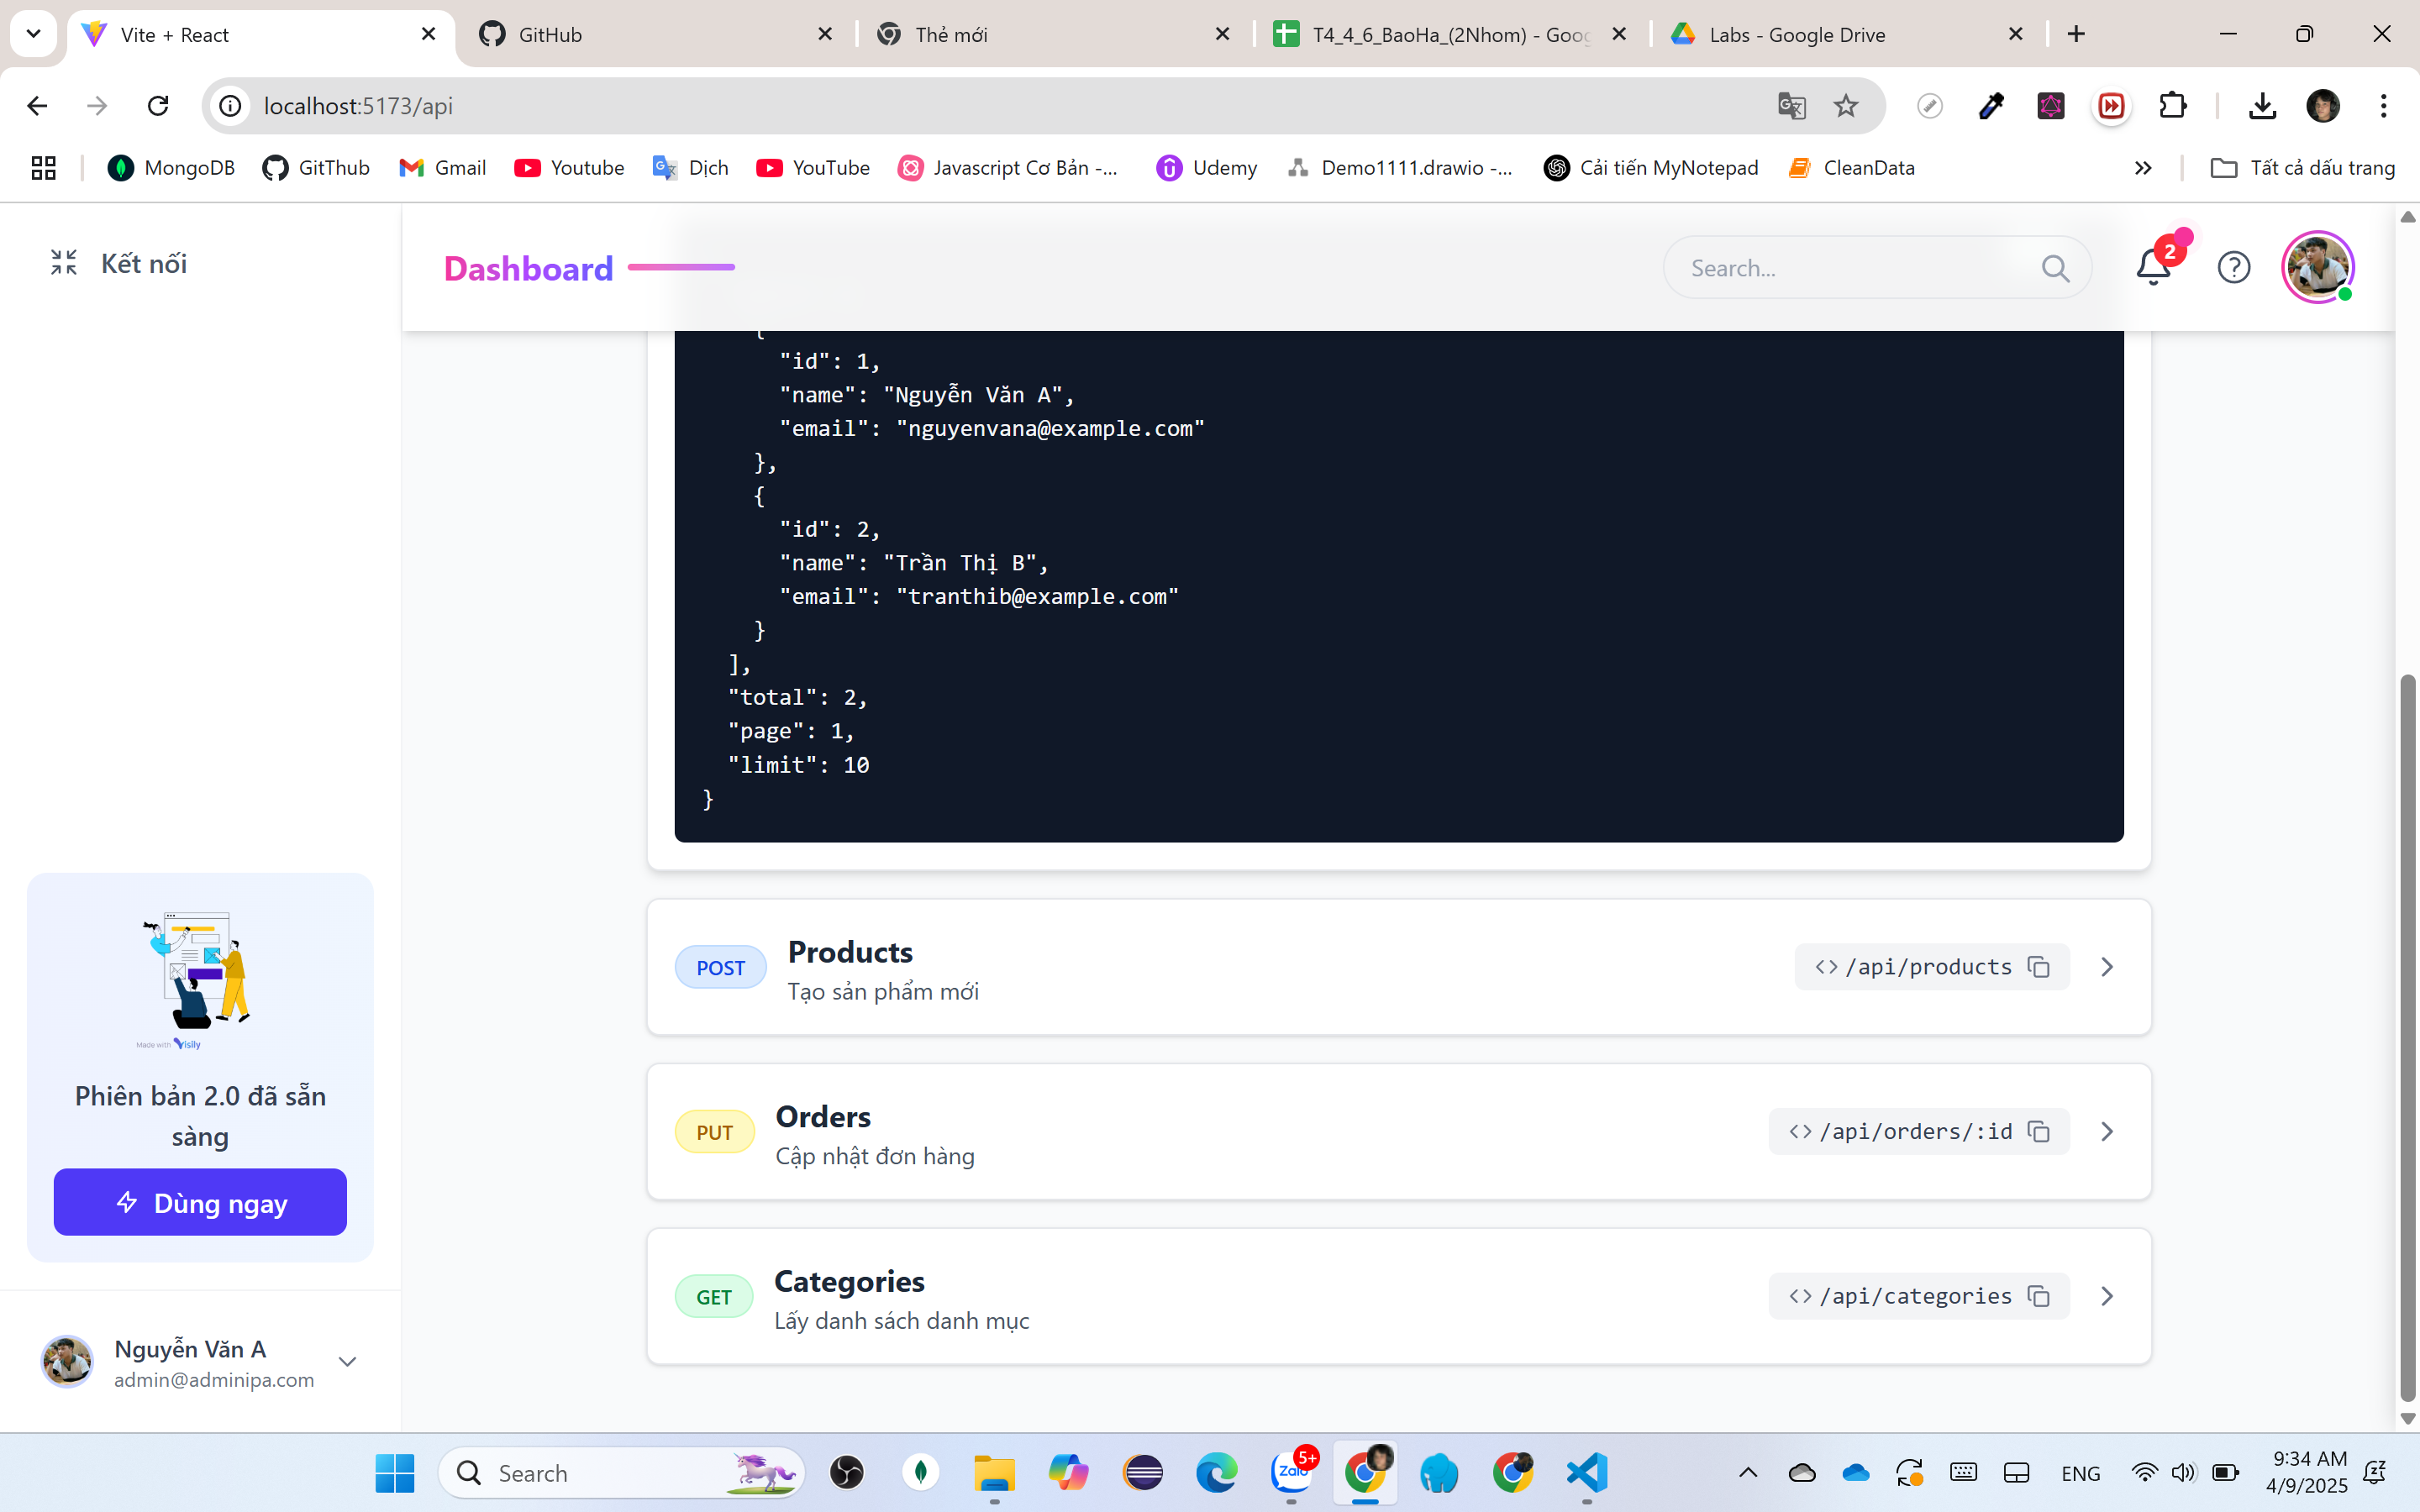 Vite + React
GitHub
Thẻ mới
T4_4_6_BaoHa_(2Nhom) - Goog
Labs - Google Drive
localhost:5173/api
MongoDB
GitThub
Gmail
Youtube
Dịch
YouTube
Javascript Cơ Bản -...
Udemy
Demo1111.drawio -...
Cải tiến MyNotepad
CleanData
Tất cả dấu trang
Kết nối
Dashboard
Search...
2
{
"id": 1,
"name": "Nguyễn Văn A",
"email": "nguyenvana@example.com"
},
{
"id": 2,
"name": "Trần Thị B",
"email": "tranthib@example.com"
}
],
"total": 2,
"page": 1,
"limit": 10
}
POST
Products
Tạo sản phẩm mới
<> /api/products
PUT
Orders
Cập nhật đơn hàng
<> /api/orders/:id
GET
Categories
Lấy danh sách danh mục
<> /api/categories
Made with Visily
Phiên bản 2.0 đã sẵn
sàng
Dùng ngay
Nguyễn Văn A
admin@adminipa.com
Search
Zalo
5+
ENG
9:34 AM
4/9/2025